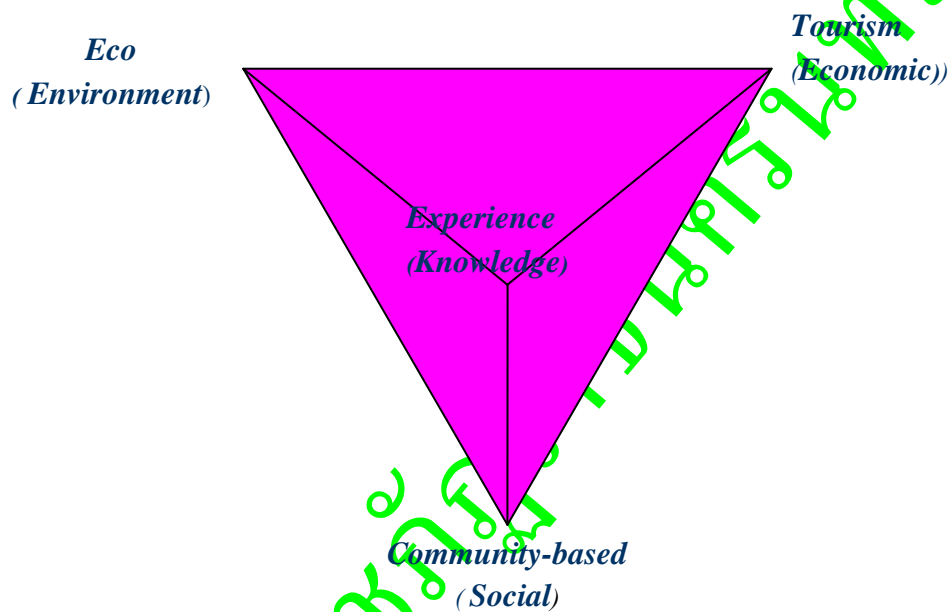 Eco
( Environment)
Tourism
(Economic))
Experience
(Knowledge)
Community-based
( Social)